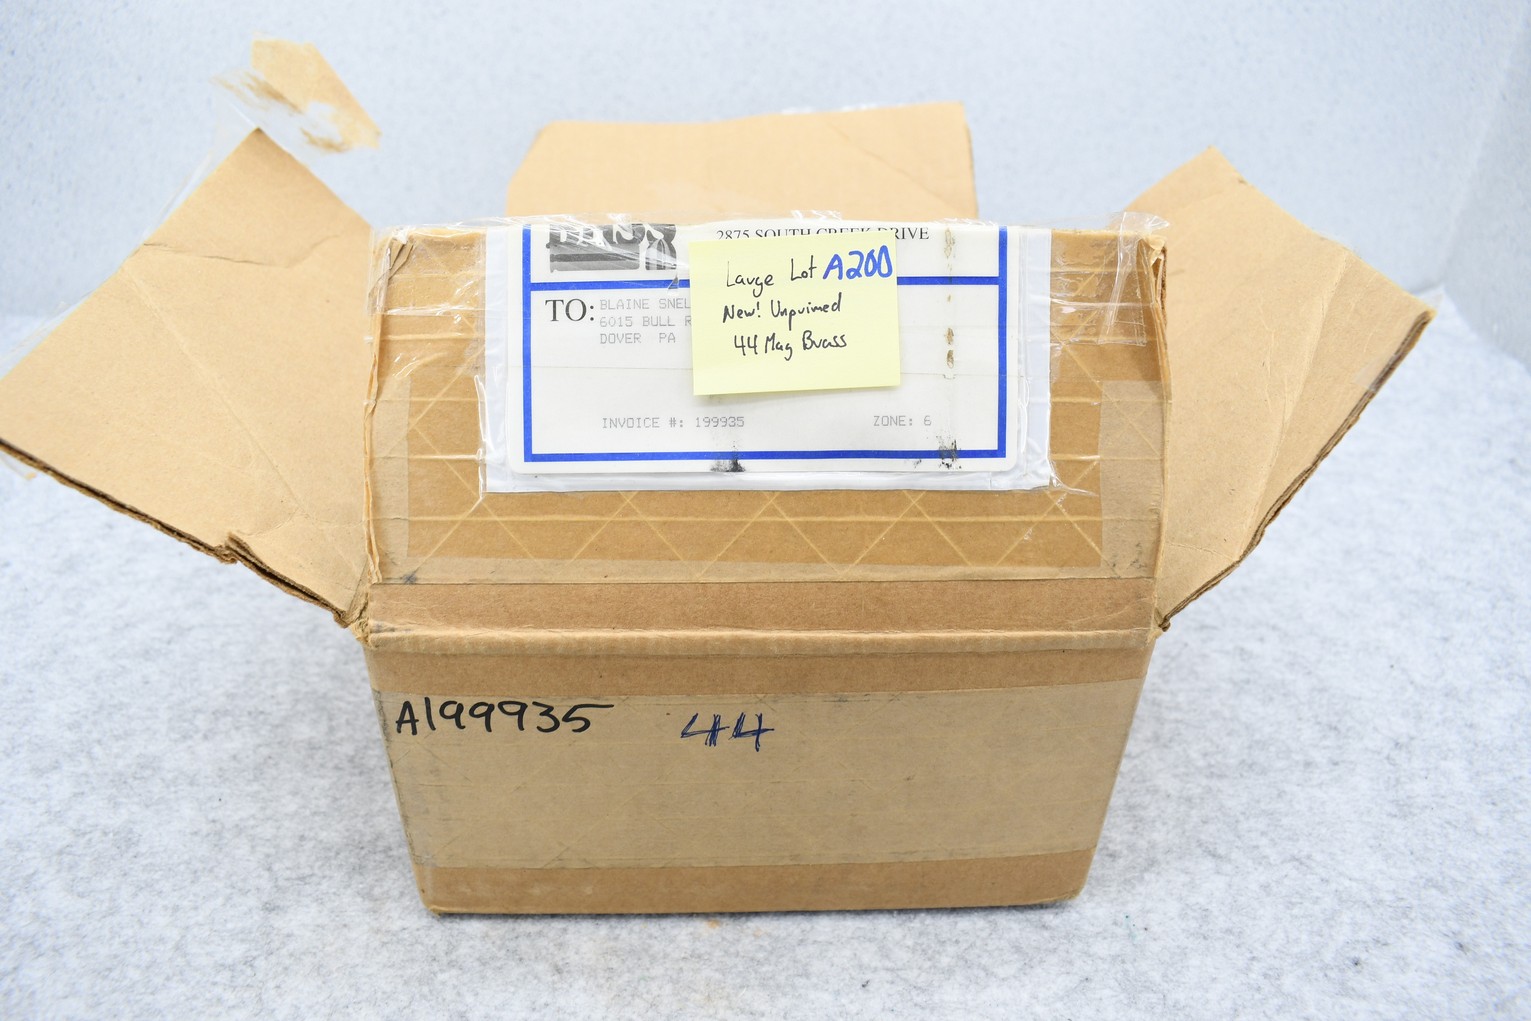 2875 SOUTH CREEK DRIVE
Large Lot A200
New! Unprimed
44 Mag Brass
TO: BLAINE SNEL
6015 BULL R
DOVER PA
INVOICE #: 199935 ZONE: 6
A199935 44